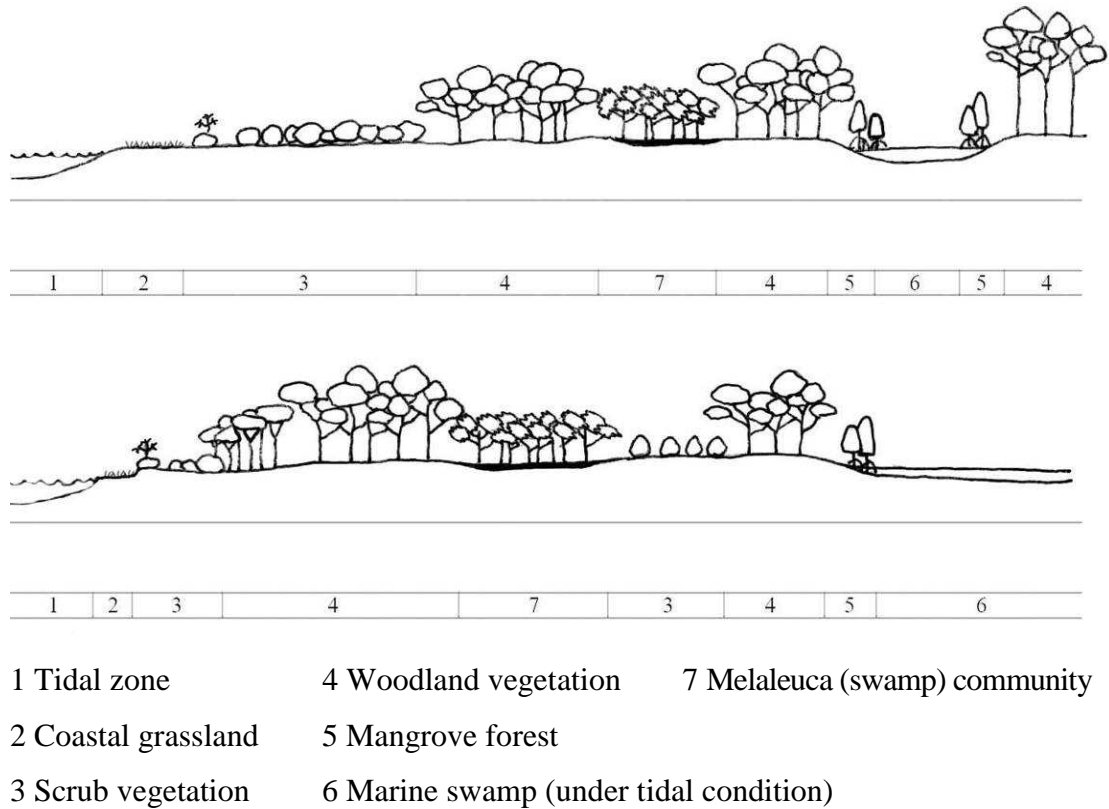 1 2 3 4 7 4 5 6 5 4
1 2 3 4 7 3 4 5 6
1 Tidal zone 4 Woodland vegetation 7 Melaleuca (swamp) community
2 Coastal grassland 5 Mangrove forest
3 Scrub vegetation 6 Marine swamp (under tidal condition)